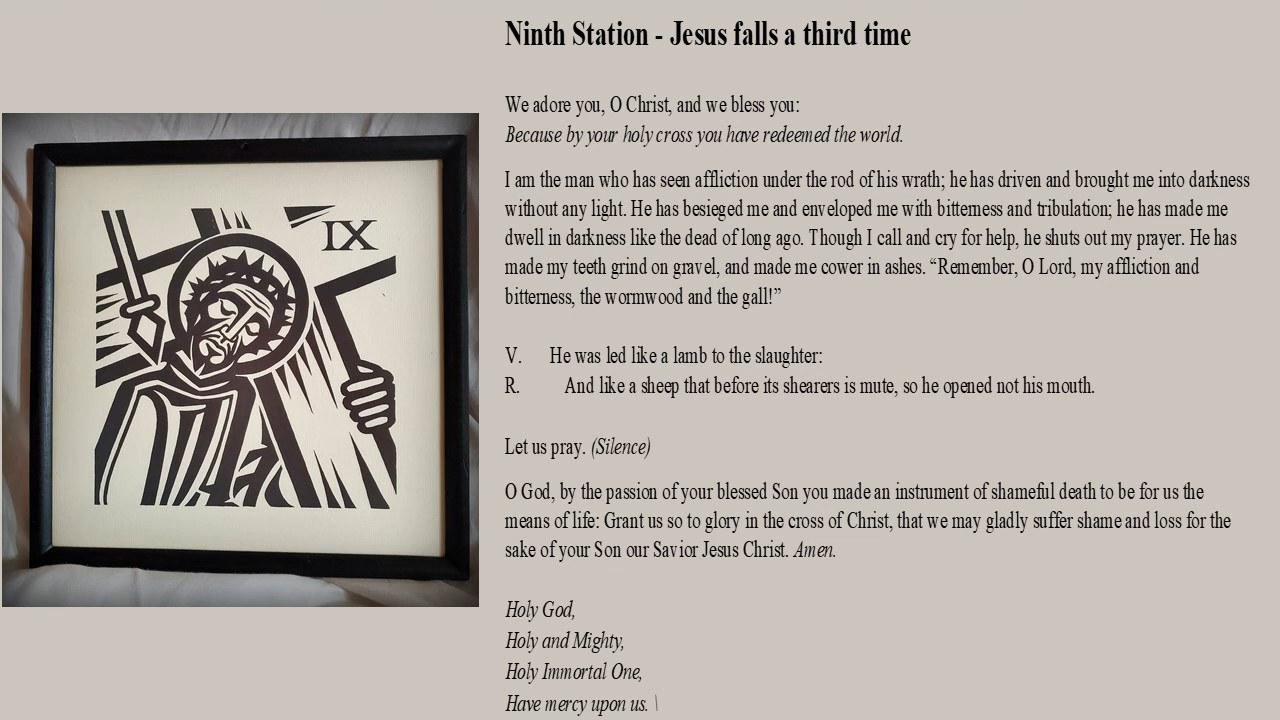 Ninth Station - Jesus falls a third time
We adore you, O Christ, and we bless you:
Because by your holy cross you have redeemed the world.
I am the man who has seen affliction under the rod of his wrath; he has driven and brought me into darkness
without any light. He has besieged me and enveloped me with bitterness and tribulation; he has made me
dwell in darkness like the dead of long ago. Though I call and cry for help, he shuts out my prayer. He has
made my teeth grind on gravel, and made me cower in ashes. “Remember, O Lord, my affliction and
bitterness, the wormwood and the gall!”
V. He was led like a lamb to the slaughter:
R. And like a sheep that before its shearers is mute, so he opened not his mouth.
Let us pray. (Silence)
O God, by the passion of your blessed Son you made an instrument of shameful death to be for us the
means of life: Grant us so to glory in the cross of Christ, that we may gladly suffer shame and loss for the
sake of your Son our Savior Jesus Christ. Amen.
Holy God,
Holy and Mighty,
Holy Immortal One,
Have mercy upon us. \
IX